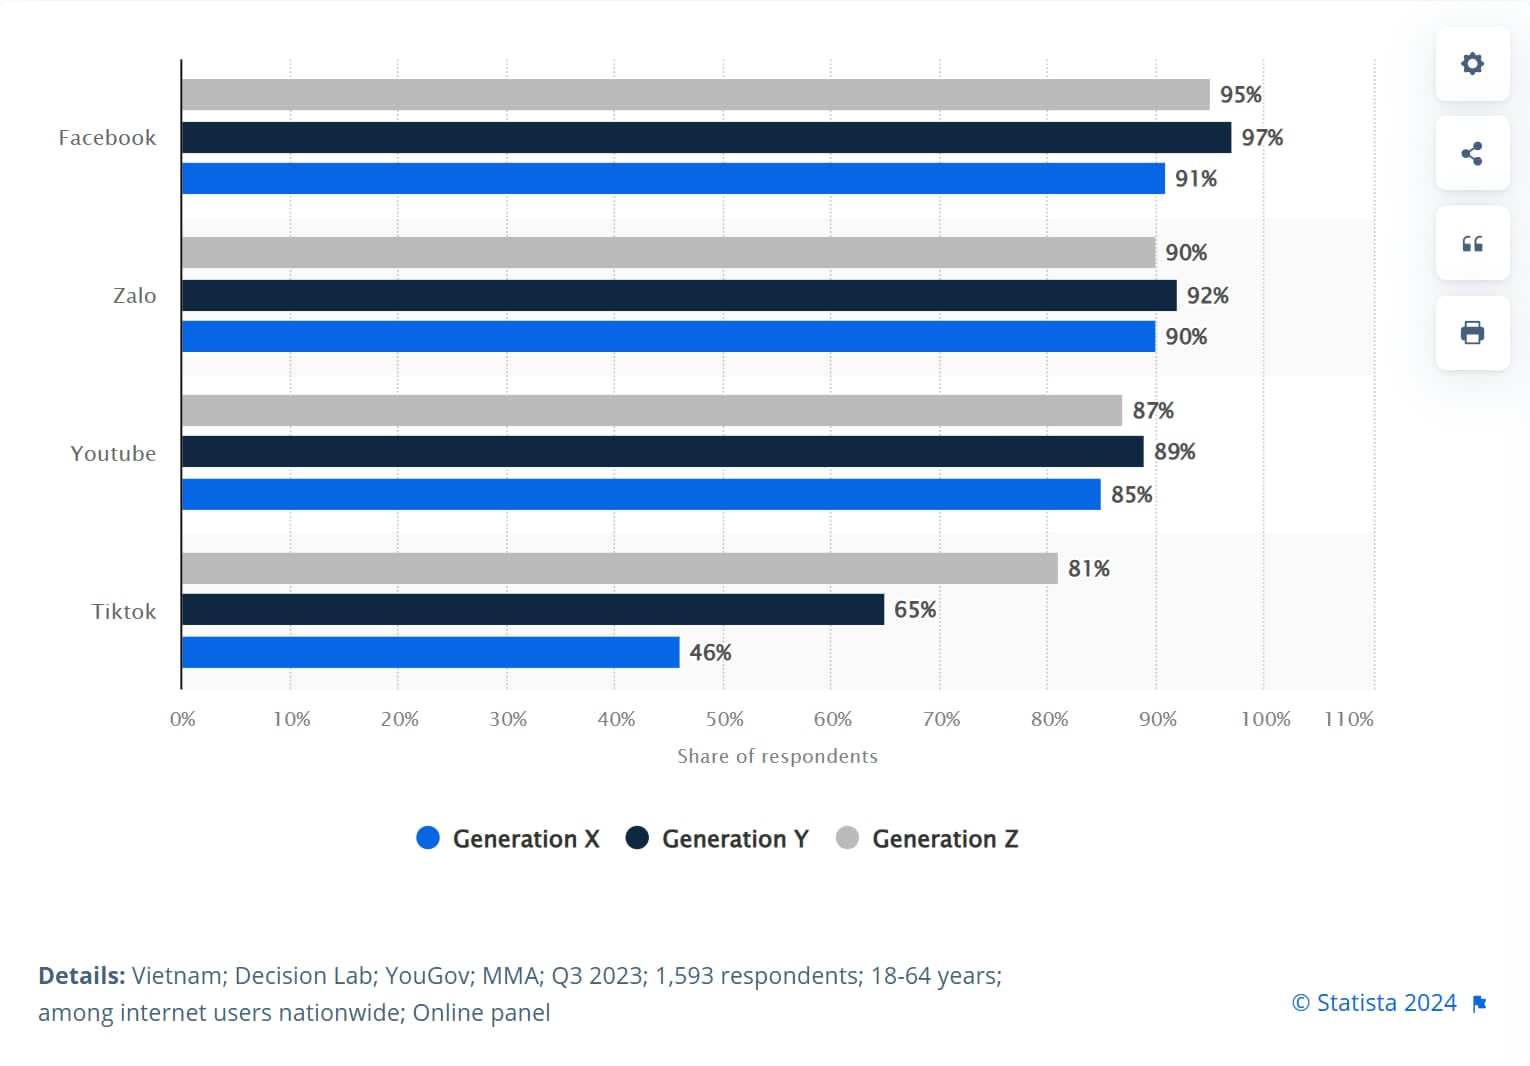 Facebook
95%
97%
91%
Zalo
90%
92%
90%
Youtube
87%
89%
85%
Tiktok
81%
65%
46%
0% 10% 20% 30% 40% 50% 60% 70% 80% 90% 100% 110%
Share of respondents
Generation X Generation Y Generation Z
Details: Vietnam; Decision Lab; YouGov; MMA; Q3 2023; 1,593 respondents; 18-64 years;
among internet users nationwide; Online panel
© Statista 2024